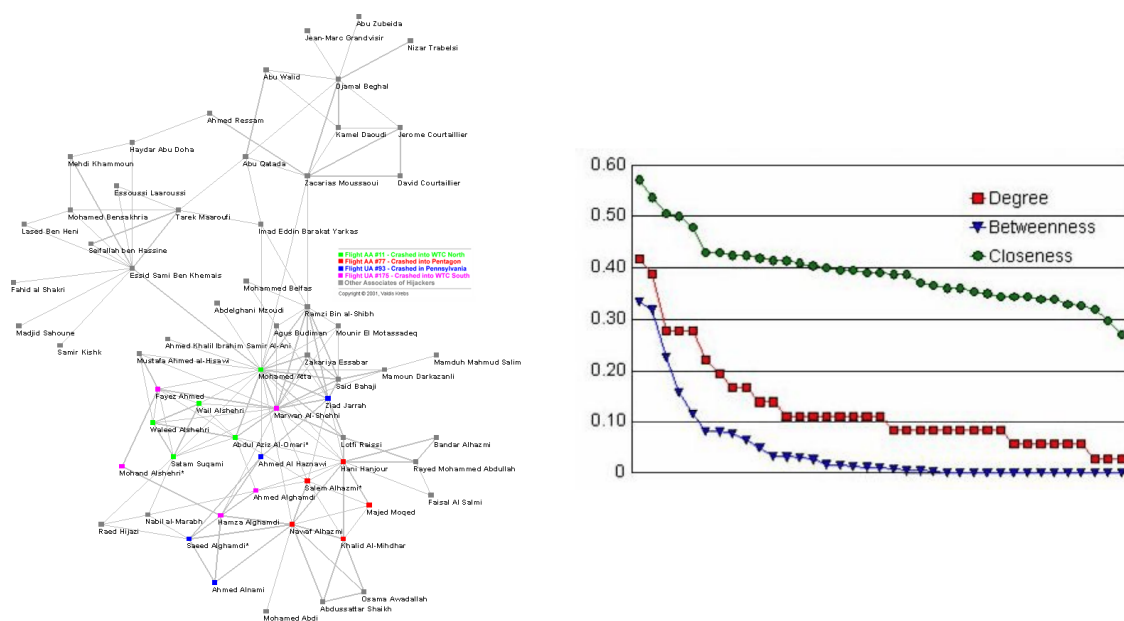 Abu Zubeida
Jean-Marc Grandvisir
Nizar Trabelsi
Abu Walid
Djamal Beghal
Ahmed Ressam
Kamel Daoudi
Jerome Courtaillier
Haydar Abu Doha
Mehdi Khammoun
Abu Qatada
Zacarias Moussaoui
David Courtaillier
Essoussi Laaroussi
Mohamed Bensakhria
Tarek Maaroufi
Lased Ben Heni
Imad Eddin Barakat Yarkas
Seifallah ben Hassine
Essid Sami Ben Khemais
Flight AA #11 - Crashed into WTC North
Flight AA #77 - Crashed into Pentagon
Flight UA #93 - Crashed in Pennsylvania
Flight UA #175 - Crashed into WTC South
Other Associates of Hijackers
Copyright © 2001, Valdis Krebs
Fahid al Shakri
Mohammed Belfas
Abdelghani Mzoudi
Ramzi Bin al-Shibh
Madjid Sahoune
Agus Budiman
Mounir El Motassadeq
Samir Kishk
Ahmed Khalil Ibrahim Samir Al-Ani
Mustafa Ahmed al-Hisawi
Zakariya Essabar
Mamduh Mahmud Salim
Mohamed Atta
Mamoun Darkazanli
Said Bahaji
Fayez Ahmed
Ziad Jarrah
Wail Alshehri
Marwan Al-Shehhi
Waleed Alshehri
Abdul Aziz Al-Omari*
Lotfi Raissi
Bandar Alhazmi
Satam Suqami
Ahmed Al Haznawi
Hani Hanjour
Rayed Mohammed Abdullah
Mohand Alshehri*
Salem Alhazmi*
Ahmed Alghamdi
Faisal Al Salmi
Majed Moqed
Nabil al-Marabh
Hamza Alghamdi
Raed Hijazi
Nawaf Alhazmi
Saeed Alghamdi*
Khalid Al-Mihdhar
Ahmed Alnami
Osama Awadallah
Abdussattar Shaikh
Mohamed Abdi
0.60
0.50
0.40
0.30
0.20
0.10
0
Degree
Betweenness
Closeness